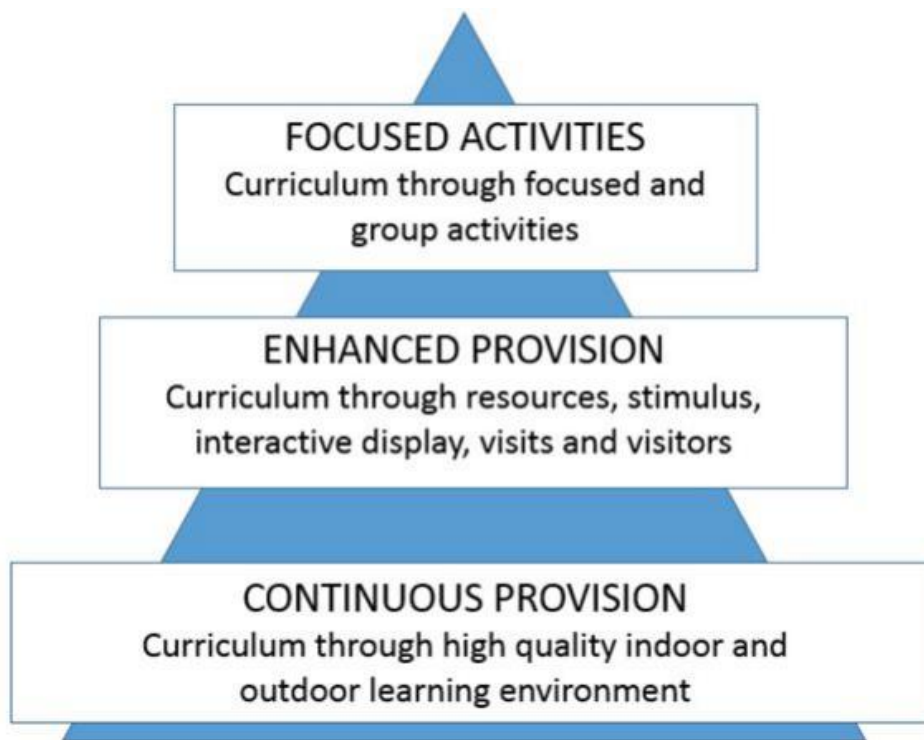 FOCUSED ACTIVITIES
Curriculum through focused and
group activities
ENHANCED PROVISION
Curriculum through resources, stimulus,
interactive display, visits and visitors
CONTINUOUS PROVISION
Curriculum through high quality indoor and
outdoor learning environment